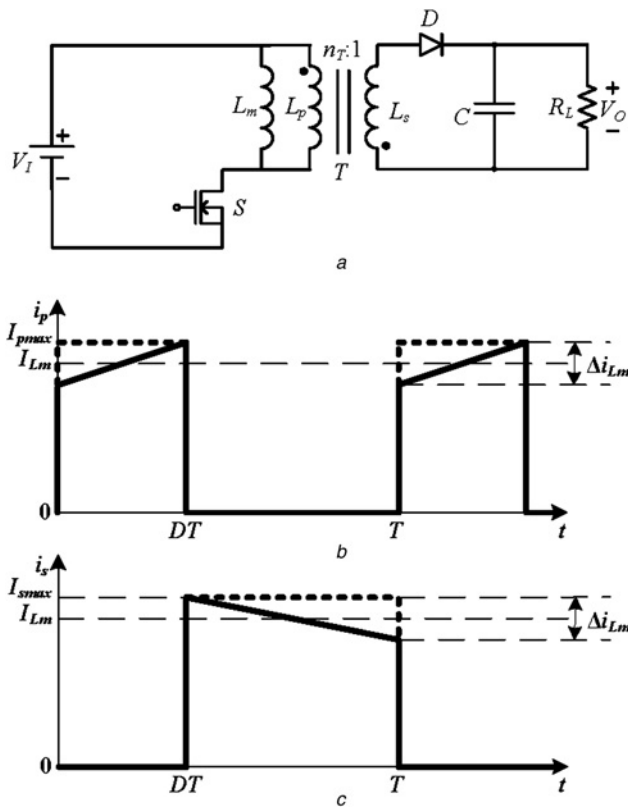 D
n_T:1
L_m
L_p
L_s
C
R_L
+
V_O
−
+
V_I
−
T
S
a
i_p
I_pmax
I_Lm
Δi_Lm
0
DT
T
t
b
i_s
I_smax
I_Lm
Δi_Lm
0
DT
T
t
c